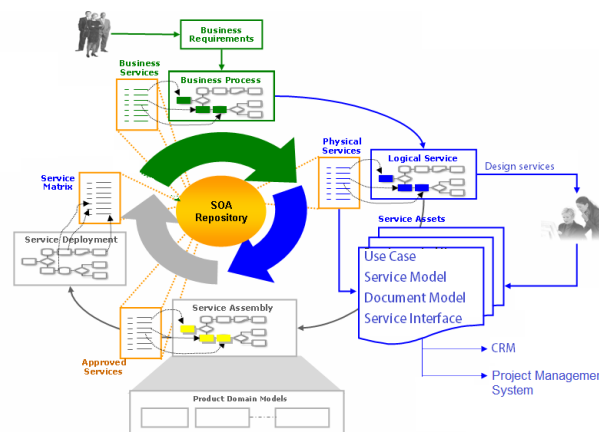 Business
Requirements
Business
Services
Business Process
Physical
Services
Logical Service
Design services
Service
Matrix
SOA
Repository
Service Assets
Service Deployment
Use Case
Service Model
Document Model
Service Interface
Service Assembly
CRM
Approved
Services
Project Managemen
System
Product Domain Models